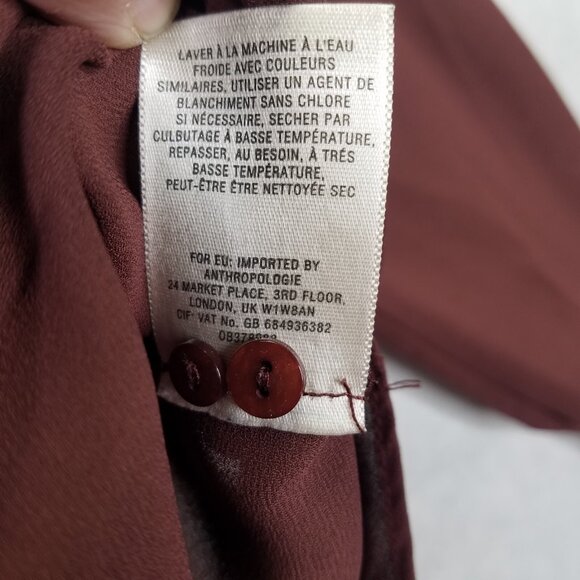 LAVER À LA MACHINE À L'EAU
FROIDE AVEC COULEURS
SIMILAIRES, UTILISER UN AGENT DE
BLANCHIMENT SANS CHLORE
SI NÉCESSAIRE, SECHER PAR
CULBUTAGE À BASSE TEMPÉRATURE,
REPASSER, AU BESOIN, À TRÉS
BASSE TEMPÉRATURE,
PEUT-ÊTRE ÊTRE NETTOYÉE SEC
FOR EU: IMPORTED BY
ANTHROPOLOGIE
24 MARKET PLACE, 3RD FLOOR,
LONDON, UK W1W8AN
CIF: VAT No. GB 684936382